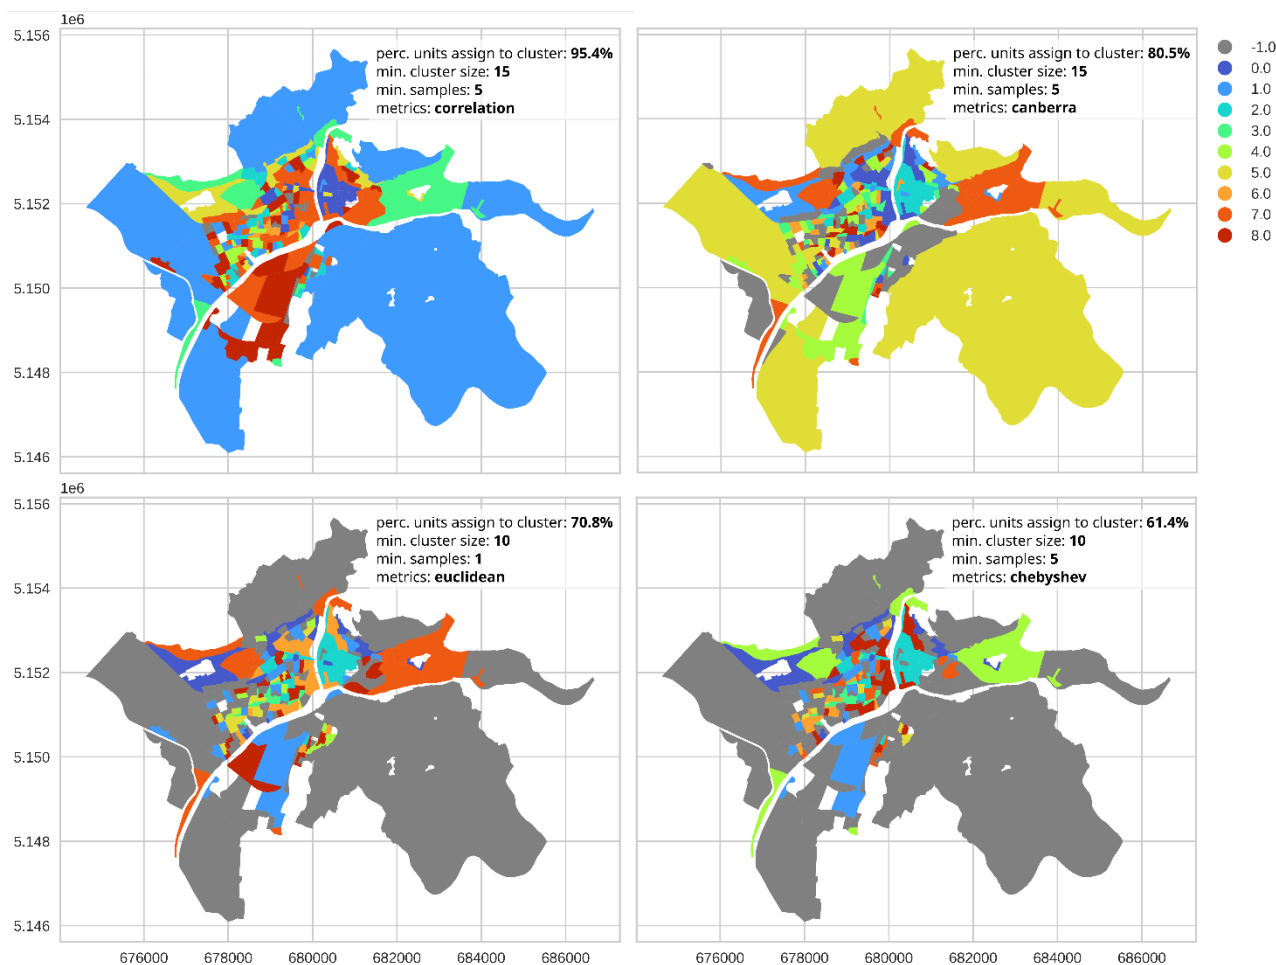 1e6
5.156
5.154
5.152
5.150
5.148
5.146
perc. units assign to cluster: 95.4%
min. cluster size: 15
min. samples: 5
metrics: correlation
perc. units assign to cluster: 80.5%
min. cluster size: 15
min. samples: 5
metrics: canberra
-1.0
0.0
1.0
2.0
3.0
4.0
5.0
6.0
7.0
8.0
1e6
5.156
5.154
5.152
5.150
5.148
5.146
perc. units assign to cluster: 70.8%
min. cluster size: 10
min. samples: 1
metrics: euclidean
676000 678000 680000 682000 684000 686000
perc. units assign to cluster: 61.4%
min. cluster size: 10
min. samples: 5
metrics: chebyshev
676000 678000 680000 682000 684000 686000